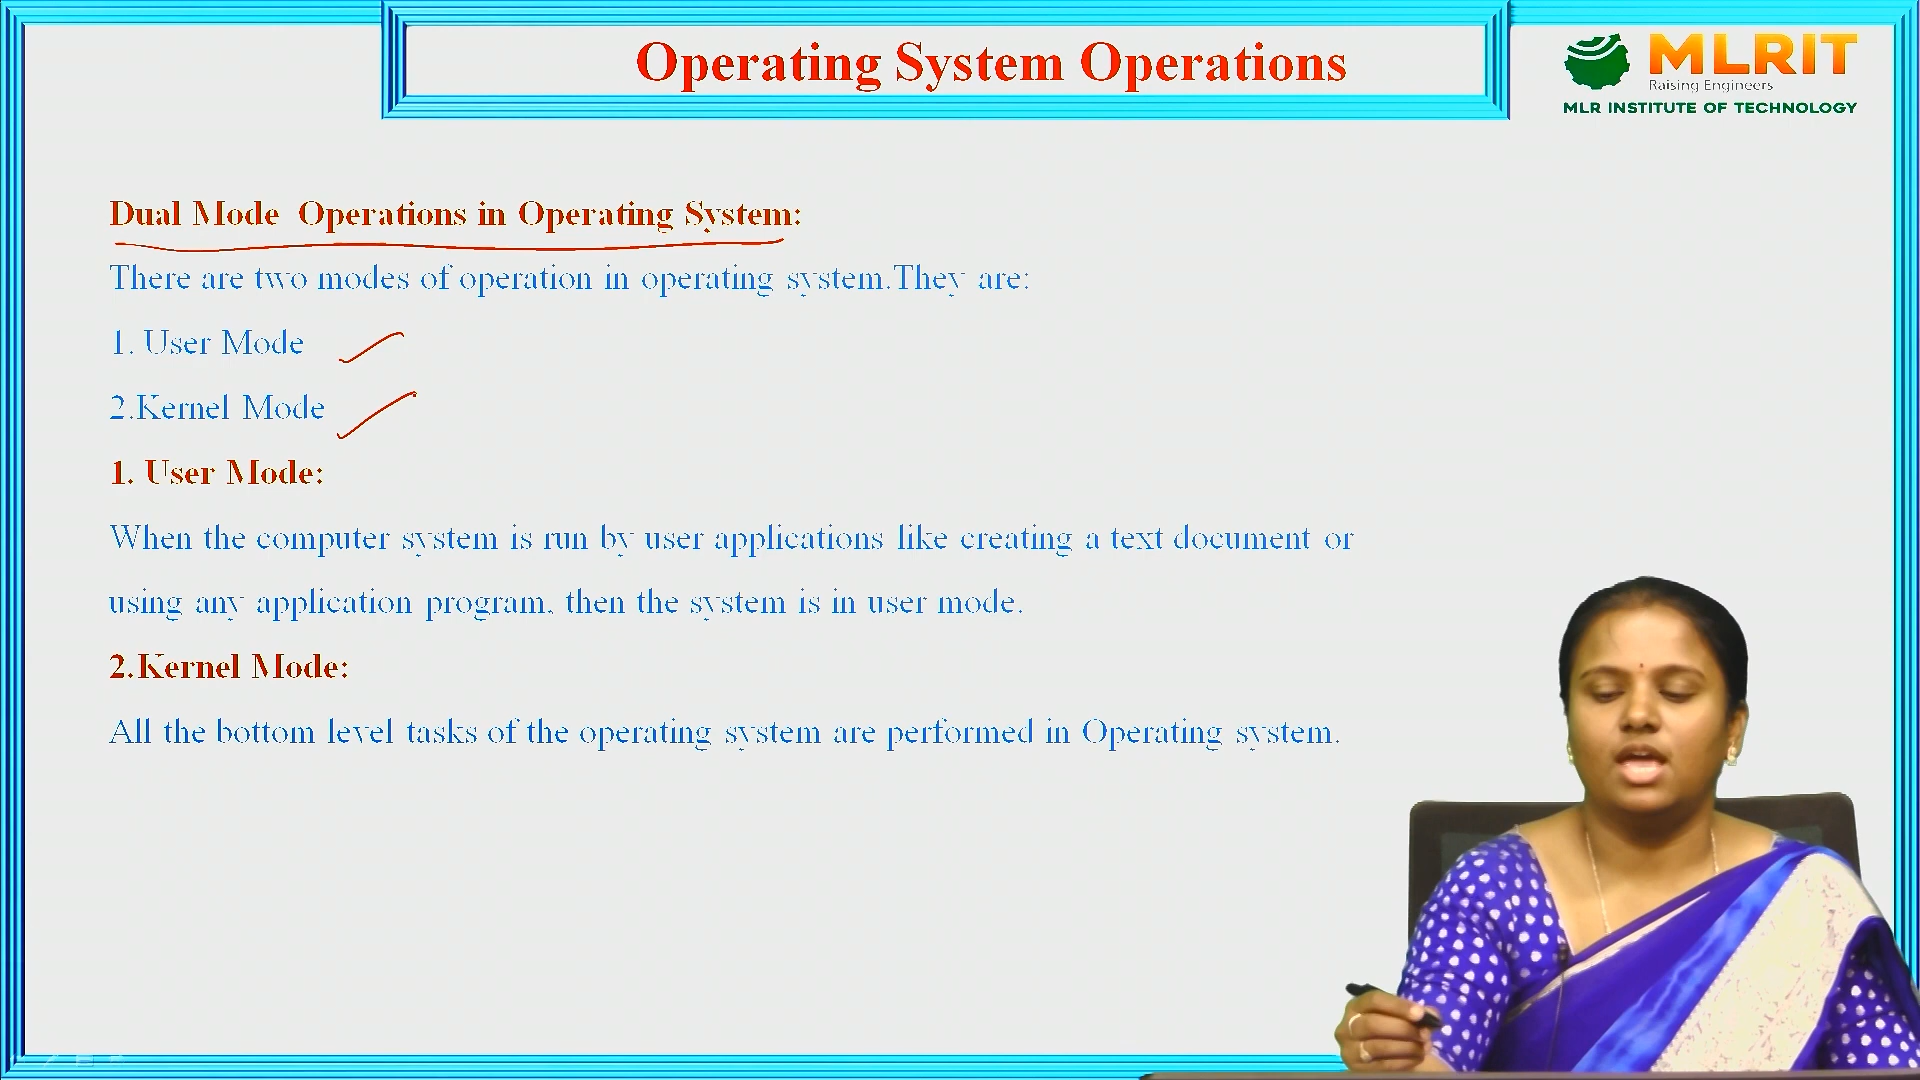 Operating System Operations
MLRIT
Raising Engineers
MLR INSTITUTE OF TECHNOLOGY
Dual Mode Operations in Operating System:
There are two modes of operation in operating system.They are:
1. User Mode
2.Kernel Mode
1. User Mode:
When the computer system is run by user applications like creating a text document or
using any application program, then the system is in user mode.
2.Kernel Mode:
All the bottom level tasks of the operating system are performed in Operating system.